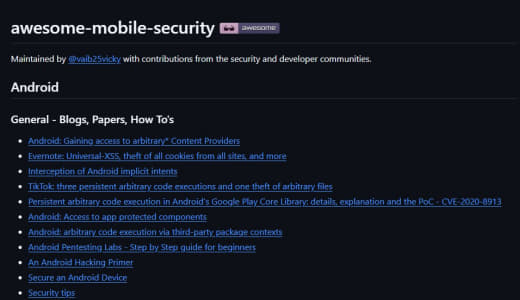 awesome-mobile-security awesome
Maintained by @vaib25vicky with contributions from the security and developer communities.
Android
General - Blogs, Papers, How To's
Android: Gaining access to arbitrary* Content Providers
Evernote: Universal-XSS, theft of all cookies from all sites, and more
Interception of Android implicit intents
TikTok: three persistent arbitrary code executions and one theft of arbitrary files
Persistent arbitrary code execution in Android's Google Play Core Library: details, explanation and the PoC - CVE-2020-8913
Android: Access to app protected components
Android: arbitrary code execution via third-party package contexts
Android Pentesting Labs - Step by Step guide for beginners
An Android Hacking Primer
Secure an Android Device
Security tips